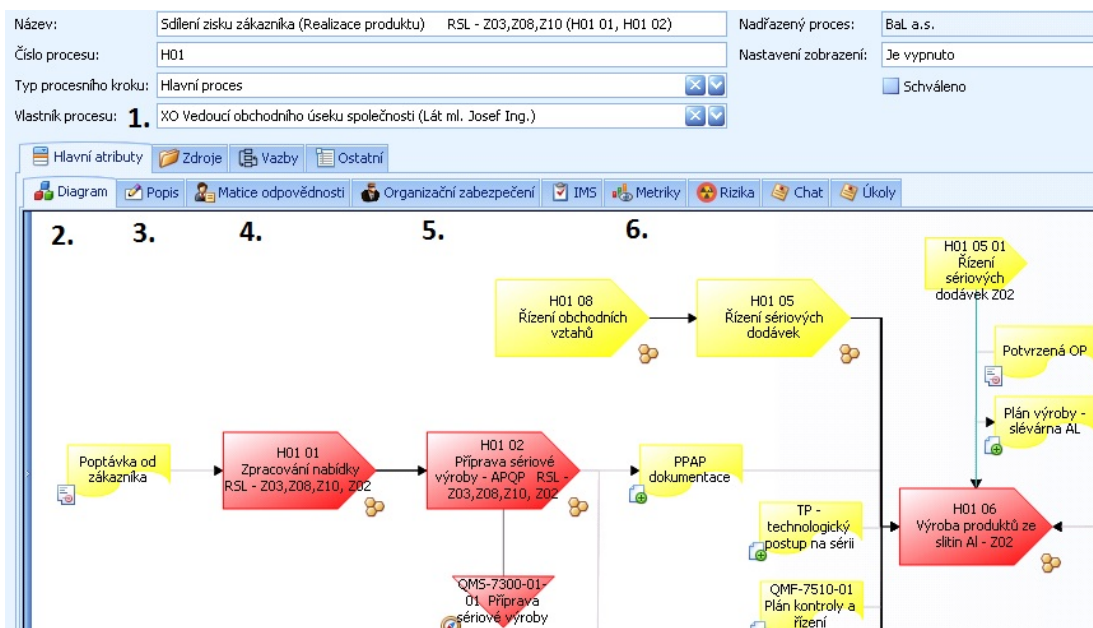 Název: Sdílení zisku zákazníka (Realizace produktu) RSL - Z03,Z08,Z10 (H01 01, H01 02) Nadřazený proces: BaL a.s.
Číslo procesu: H01 Nastavení zobrazení: Je vypnuto
Typ procesního kroku: Hlavní proces Schváleno
Vlastník procesu: 1. XO Vedoucí obchodního úseku společnosti (Lát ml. Josef Ing.)
Hlavní atributy Zdroje Vazby Ostatní
Diagram Popis Matice odpovědnosti Organizační zabezpečení IMS Metriky Rizika Chat Úkoly
2. 3. 4. 5. 6.
H01 05 01
Řízení
sériových
dodávek Z02
H01 08
Řízení obchodních
vztahů
H01 05
Řízení sériových
dodávek
Potvrzená OP
Plán výroby -
slévárna AL
Poptávka od
zákazníka
H01 01
Zpracování nabídky
RSL - Z03,Z08,Z10, Z02
H01 02
Příprava sériové
výroby - APQP RSL -
Z03,Z08,Z10, Z02
PPAP
dokumentace
TP -
technologický
postup na sérii
H01 06
Výroba produktů ze
slitin Al - Z02
QMS-7300-01-
01 Příprava
sériové výroby
QMF-7510-01
Plán kontroly a
řízení